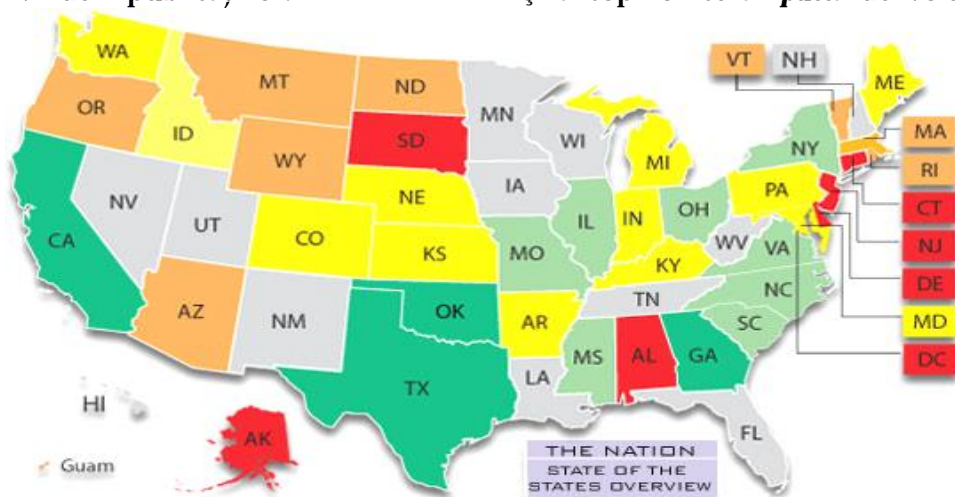 WA
MT
ND
MN
VT
NH
ME
OR
ID
SD
WI
MI
NY
MA
WY
RI
NE
IA
PA
NV
UT
IL
IN
OH
CT
CA
CO
KS
MO
WV
VA
NJ
KY
DE
AZ
NM
OK
TN
NC
MD
AR
SC
DC
TX
MS
AL
GA
LA
HI
AK
FL
Guam
THE NATION
STATE OF THE
STATES OVERVIEW